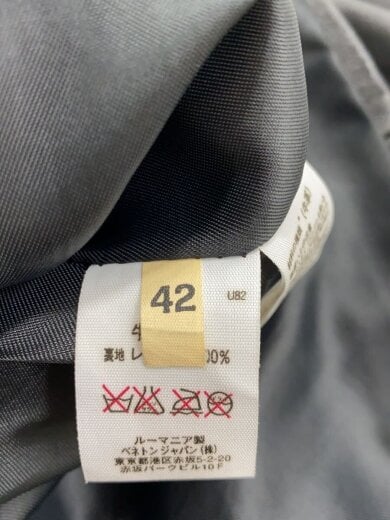 42
U82
裏地 レ 00%
ルーマニア製
ベネトンジャパン(株)
東京都港区赤坂5-2-20
赤坂パークビル10F